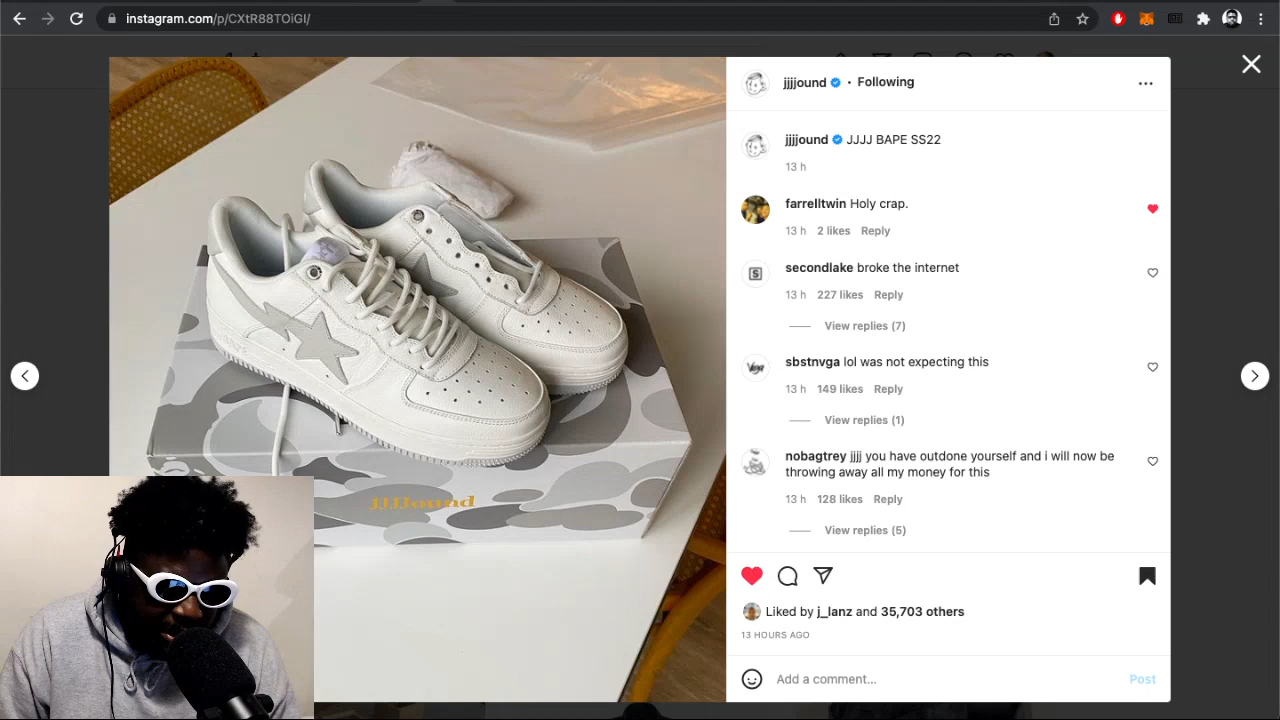 instagram.com/p/CXtR88TOiGI/
jjjjound • Following
jjjjound JJJJ BAPE SS22
13 h
farrelltwin Holy crap.
13 h 2 likes Reply
secondlake broke the internet
13 h 227 likes Reply
View replies (7)
sbstnvga lol was not expecting this
13 h 149 likes Reply
View replies (1)
nobagtrey jjjj you have outdone yourself and i will now be
throwing away all my money for this
13 h 128 likes Reply
View replies (5)
jjjjound
Liked by j_lanz and 35,703 others
13 HOURS AGO
Add a comment...
Post